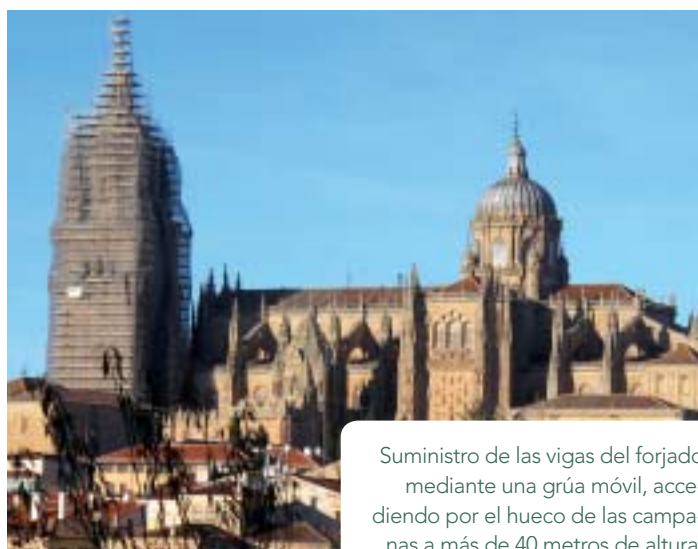 Suministro de las vigas del forjado
mediante una grúa móvil, acce-
diendo por el hueco de las campa-
nas a más de 40 metros de altura